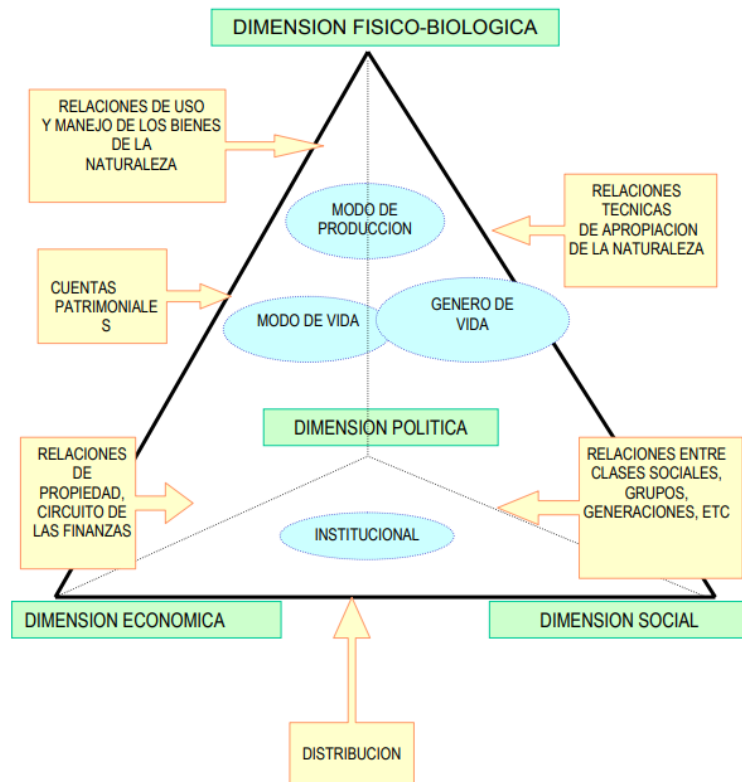 DIMENSION FISICO-BIOLOGICA
RELACIONES DE USO
Y MANEJO DE LOS BIENES
DE LA
NATURALEZA
RELACIONES
TECNICAS
DE APROPIACION
DE LA NATURALEZA
MODO DE
PRODUCCION
CUENTAS
PATRIMONIALE
S
MODO DE VIDA
GENERO DE
VIDA
DIMENSION POLITICA
RELACIONES
DE
PROPIEDAD,
CIRCUITO DE
LAS FINANZAS
RELACIONES ENTRE
CLASES SOCIALES,
GRUPOS,
GENERACIONES, ETC
INSTITUCIONAL
DIMENSION ECONOMICA
DIMENSION SOCIAL
DISTRIBUCION